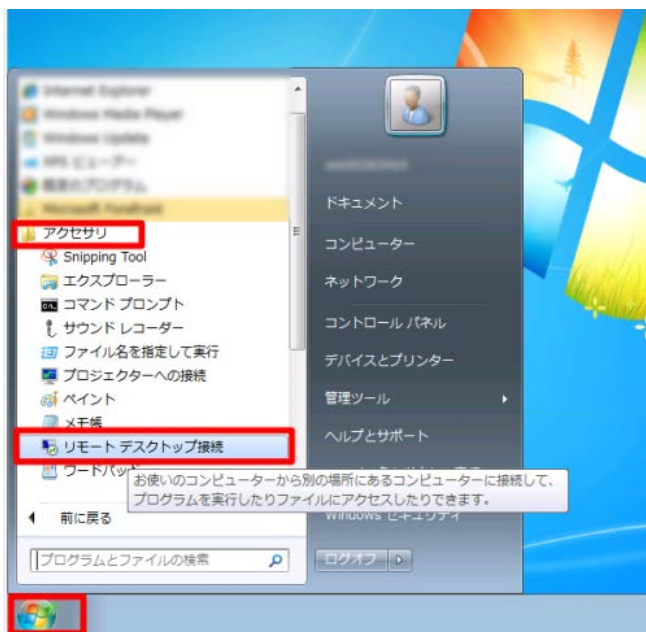 アクセサリ
Snipping Tool
エクスプローラー
コマンド プロンプト
サウンド レコーダー
ファイル名を指定して実行
プロジェクターへの接続
ペイント
メモ帳
リモート デスクトップ接続
ワードパッド
お使いのコンピューターから別の場所にあるコンピューターに接続して、
プログラムを実行したりファイルにアクセスしたりできます。
前に戻る
プログラムとファイルの検索
ドキュメント
コンピューター
ネットワーク
コントロール パネル
デバイスとプリンター
管理ツール
ヘルプとサポート
Windows セキュリティ
ログオフ